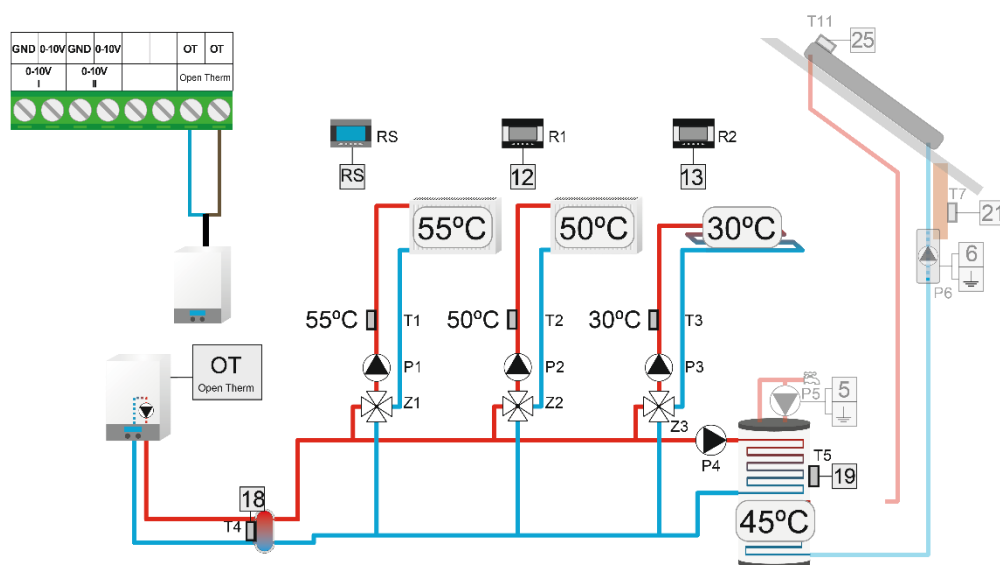 GND 0-10V GND 0-10V OT OT
0-10V I 0-10V II Open Therm
T11 25
RS R1 R2
RS 12 13
55ºC 50ºC 30ºC
T7 21
6
P6
55ºC T1 50ºC T2 30ºC T3
P1 P2 P3
OT
Open Therm
Z1 Z2 Z3
P5 5
P4
T5 19
18
T4
45ºC